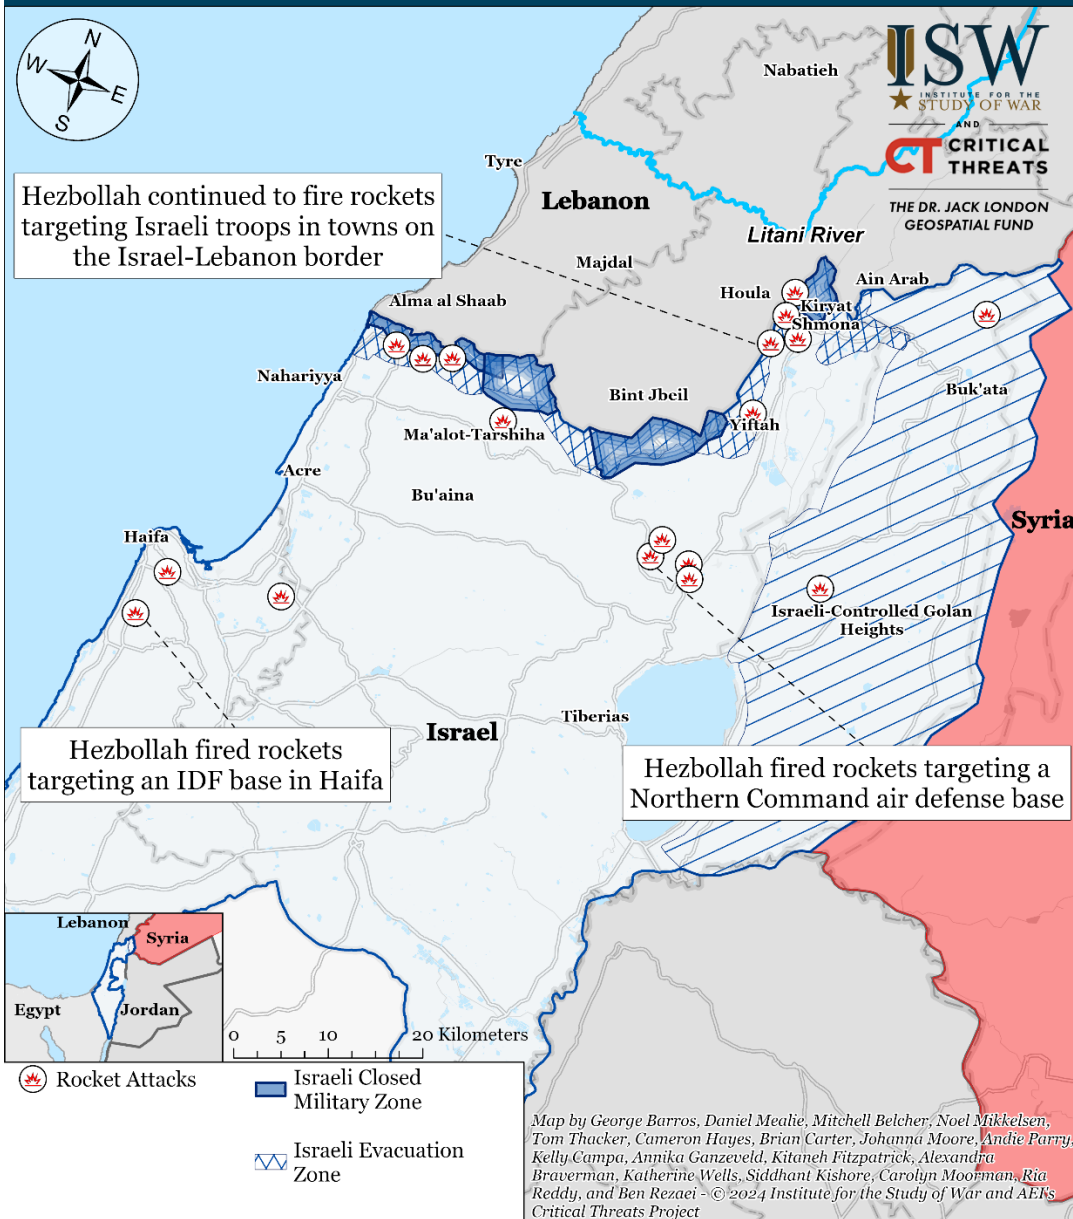 N
W
E
S
ISW
INSTITUTE FOR THE
STUDY OF WAR
AND
CT CRITICAL
THREATS
THE DR. JACK LONDON
GEOSPATIAL FUND
Nabatieh
Tyre
Hezbollah continued to fire rockets
targeting Israeli troops in towns on
the Israel-Lebanon border
Lebanon
Litani River
Majdal
Ain Arab
Houla
Alma al Shaab
Kiryat
Shmona
Nahariyya
Buk'ata
Bint Jbeil
Yiftah
Ma'alot-Tarshiha
Acre
Bu'aina
Syria
Haifa
Israeli-Controlled Golan
Heights
Tiberias
Israel
Hezbollah fired rockets
targeting an IDF base in Haifa
Hezbollah fired rockets targeting a
Northern Command air defense base
Lebanon
Syria
Egypt
Jordan
0 5 10 20 Kilometers
Rocket Attacks
Israeli Closed
Military Zone
Israeli Evacuation
Zone
Map by George Barros, Daniel Mealie, Mitchell Belcher, Noel Mikkelsen,
Tom Thacker, Cameron Hayes, Brian Carter, Johanna Moore, Andie Parry,
Kelly Campa, Annika Ganzeveld, Kitaneh Fitzpatrick, Alexandra
Braverman, Katherine Wells, Siddhant Kishore, Carolyn Moorman, Ria
Reddy, and Ben Rezaei - © 2024 Institute for the Study of War and AEI's
Critical Threats Project